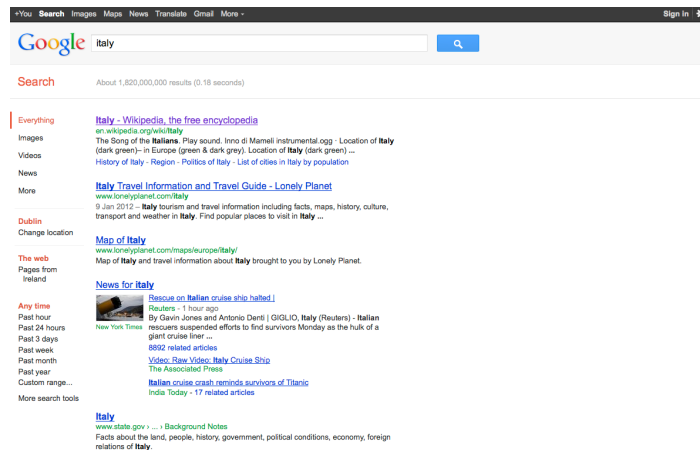 +You Search Images Maps News Translate Gmail More
Sign in
Google
italy
Search
About 1,820,000,000 results (0.18 seconds)
Everything
Images
Videos
News
More
Dublin
Change location
The web
Pages from
Ireland
Any time
Past hour
Past 24 hours
Past 3 days
Past week
Past month
Past year
Custom range...
More search tools
Italy - Wikipedia, the free encyclopedia
en.wikipedia.org/wiki/Italy
The Song of the Italians. Play sound. Inno di Mameli instrumental.ogg · Location of Italy
(dark green)– in Europe (green & dark grey). Location of Italy (dark green) ...
History of Italy - Region - Politics of Italy - List of cities in Italy by population
Italy Travel Information and Travel Guide - Lonely Planet
www.lonelyplanet.com/italy
9 Jan 2012 – Italy tourism and travel information including facts, maps, history, culture,
transport and weather in Italy. Find popular places to visit in Italy ...
Map of Italy
www.lonelyplanet.com/maps/europe/italy/
Map of Italy and travel information about Italy brought to you by Lonely Planet.
News for italy
New York Times
Rescue on Italian cruise ship halted |
Reuters - 1 hour ago
By Gavin Jones and Antonio Denti | GIGLIO, Italy (Reuters) - Italian
rescuers suspended efforts to find survivors Monday as the hulk of a
giant cruise liner ...
8892 related articles
Video: Raw Video: Italy Cruise Ship
The Associated Press
Italian cruise crash reminds survivors of Titanic
India Today - 17 related articles
Italy
www.state.gov › ... › Background Notes
Facts about the land, people, history, government, political conditions, economy, foreign
relations of Italy.